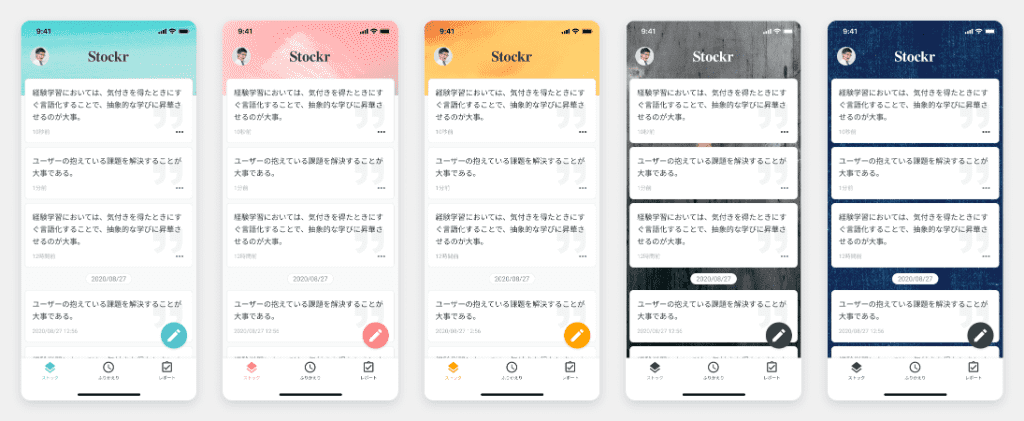 9:41
Stockr
経験学習においては、気付きを得たときにす
ぐ言語化することで、抽象的な学びに昇華さ
せるのが大事。
10秒前
ユーザーの抱えている課題を解決することが
大事である。
1分前
経験学習においては、気付きを得たときにす
ぐ言語化することで、抽象的な学びに昇華さ
せるのが大事。
12時間前
2020/08/27
ユーザーの抱えている課題を解決することが
大事である。
2020/08/27 12:56
ストック
ふりかえり
レポート
9:41
Stockr
経験学習においては、気付きを得たときにす
ぐ言語化することで、抽象的な学びに昇華さ
せるのが大事。
10秒前
ユーザーの抱えている課題を解決することが
大事である。
1分前
経験学習においては、気付きを得たときにす
ぐ言語化することで、抽象的な学びに昇華さ
せるのが大事。
12時間前
2020/08/27
ユーザーの抱えている課題を解決することが
大事である。
2020/08/27 12:56
ストック
ふりかえり
レポート
9:41
Stockr
経験学習においては、気付きを得たときにす
ぐ言語化することで、抽象的な学びに昇華さ
せるのが大事。
10秒前
ユーザーの抱えている課題を解決することが
大事である。
1分前
経験学習においては、気付きを得たときにす
ぐ言語化することで、抽象的な学びに昇華さ
せるのが大事。
12時間前
2020/08/27
ユーザーの抱えている課題を解決することが
大事である。
2020/08/27 12:56
ストック
ふりかえり
レポート
9:41
Stockr
経験学習においては、気付きを得たときにす
ぐ言語化することで、抽象的な学びに昇華さ
せるのが大事。
10秒前
ユーザーの抱えている課題を解決することが
大事である。
1分前
経験学習においては、気付きを得たときにす
ぐ言語化することで、抽象的な学びに昇華さ
せるのが大事。
12時間前
2020/08/27
ユーザーの抱えている課題を解決することが
大事である。
2020/08/27 12:56
ストック
ふりかえり
レポート
9:41
Stockr
経験学習においては、気付きを得たときにす
ぐ言語化することで、抽象的な学びに昇華さ
せるのが大事。
10秒前
ユーザーの抱えている課題を解決することが
大事である。
1分前
経験学習においては、気付きを得たときにす
ぐ言語化することで、抽象的な学びに昇華さ
せるのが大事。
12時間前
2020/08/27
ユーザーの抱えている課題を解決することが
大事である。
2020/08/27 12:56
ストック
ふりかえり
レポート